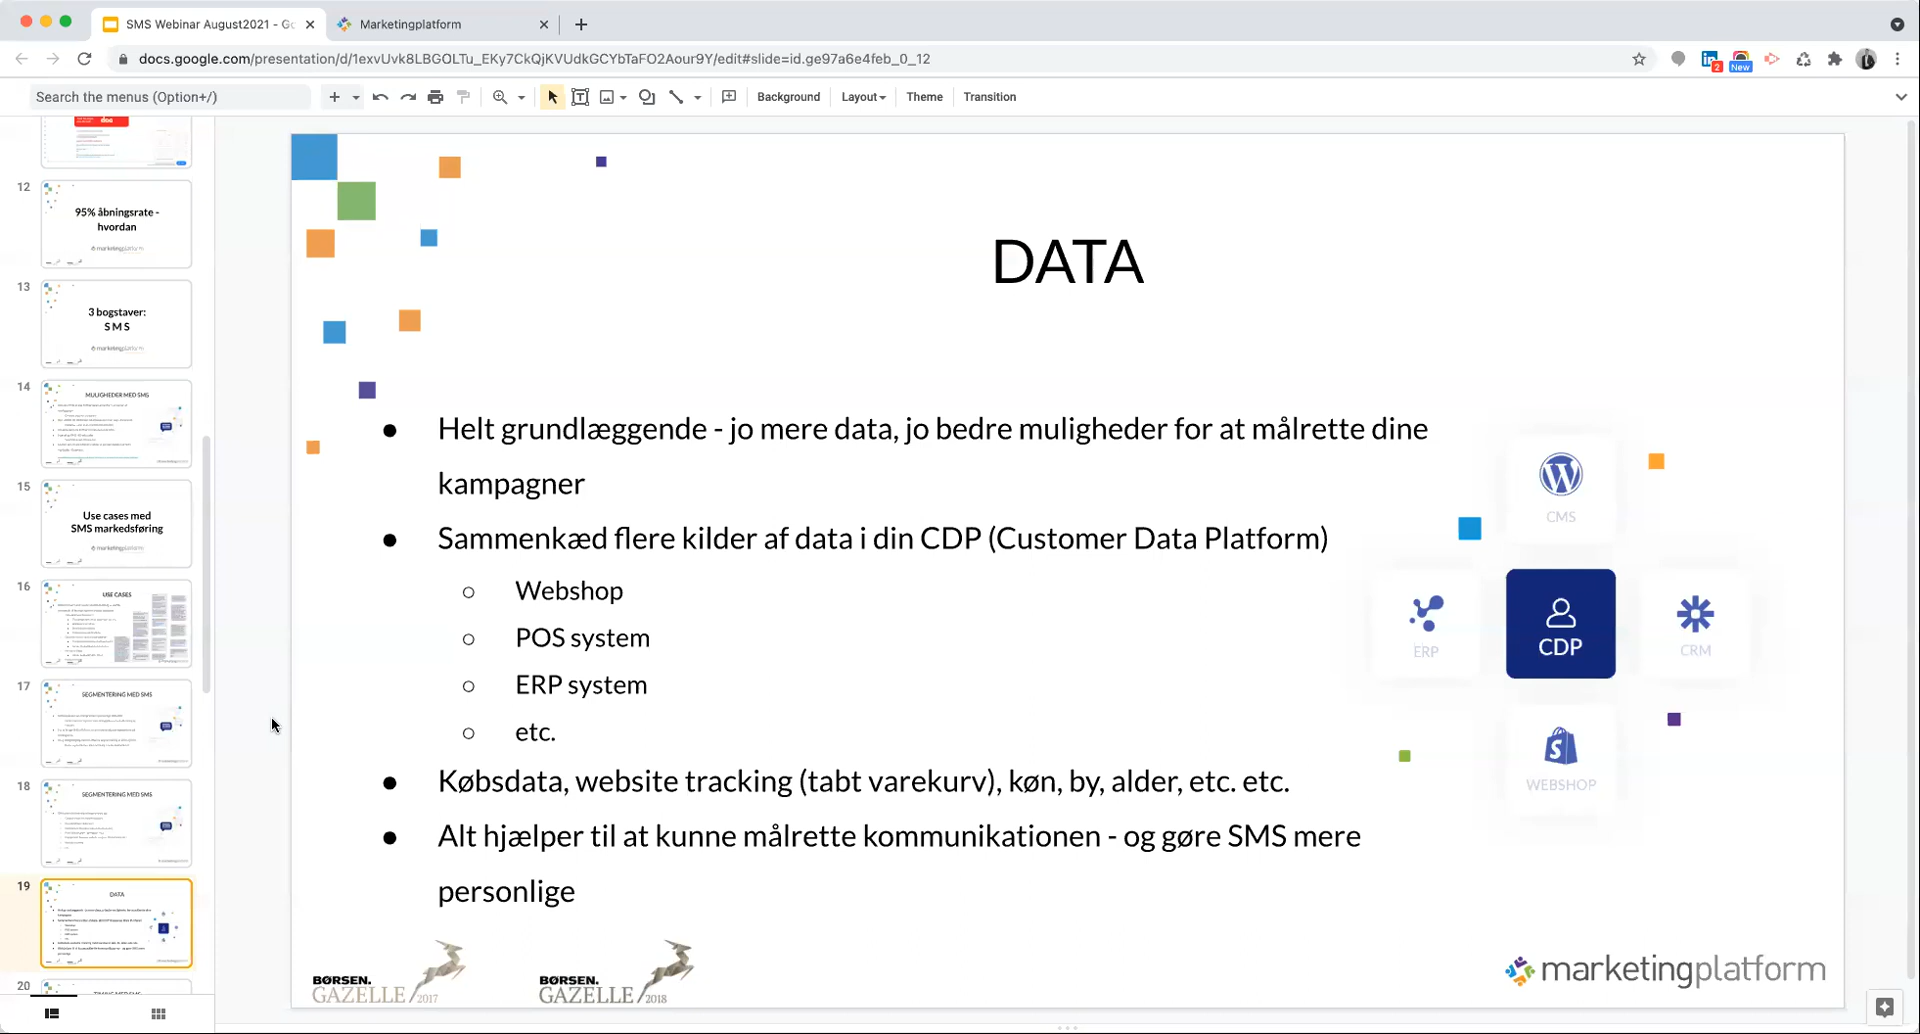 SMS Webinar August2021 - Go
Marketingplatform
docs.google.com/presentation/d/1exvUvk8LBGOLTu_EKy7CkQjKVUdkGCYbTaFO2Aour9Y/edit#slide=id.ge97a6e4feb_0_12
2
New
Search the menus (Option+/)
Background
Layout
Theme
Transition
12
95% åbningsrate -
hvordan
marketingplatform
13
3 bogstaver:
S M S
marketingplatform
14
MULIGHEDER MED SMS
15
Use cases med
SMS markedsføring
marketingplatform
16
USE CASES
17
SEGMENTERING MED SMS
18
SEGMENTERING MED SMS
19
DATA
20
DATA
● Helt grundlæggende - jo mere data, jo bedre muligheder for at målrette dine
kampagner
● Sammenkæd flere kilder af data i din CDP (Customer Data Platform)
○ Webshop
○ POS system
○ ERP system
○ etc.
● Købsdata, website tracking (tabt varekurv), køn, by, alder, etc. etc.
● Alt hjælper til at kunne målrette kommunikationen - og gøre SMS mere
personlige
CMS
ERP
CDP
CRM
WEBSHOP
BØRSEN.
GAZELLE 2017
BØRSEN.
GAZELLE 2018
marketingplatform